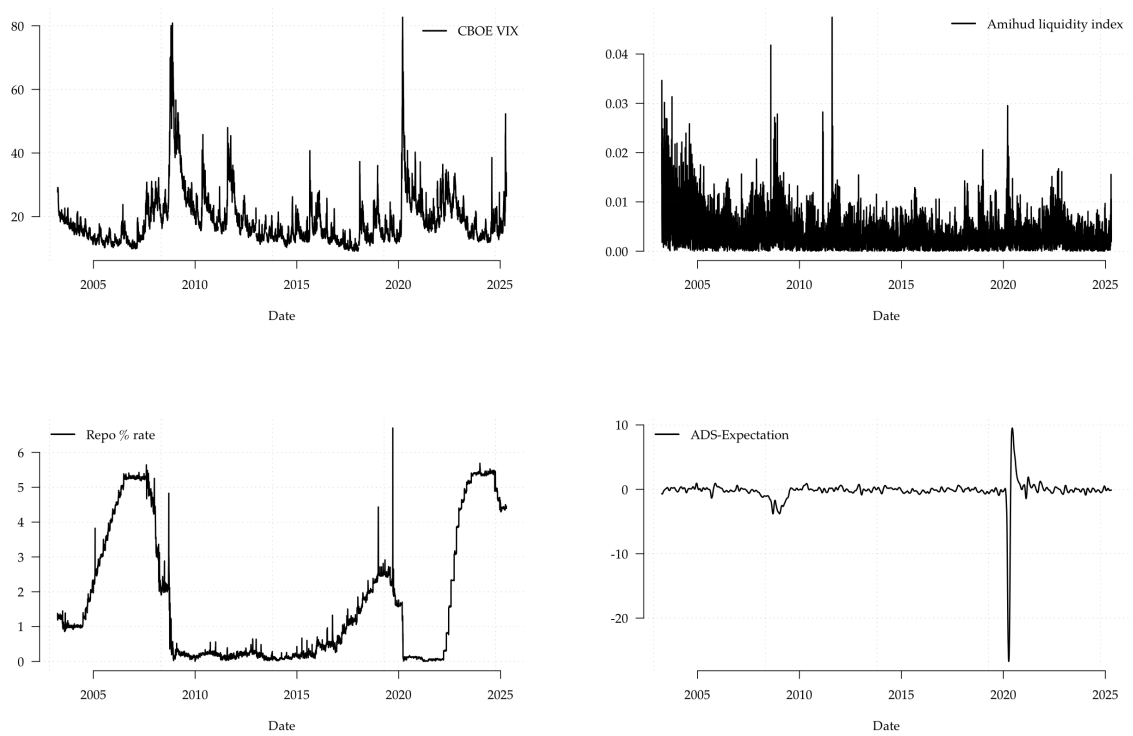 CBOE VIX
80
60
40
20
2005 2010 2015 2020 2025
Date
Amihud liquidity index
0.04
0.03
0.02
0.01
0.00
2005 2010 2015 2020 2025
Date
Repo % rate
6
5
4
3
2
1
0
2005 2010 2015 2020 2025
Date
ADS-Expectation
10
0
-10
-20
2005 2010 2015 2020 2025
Date